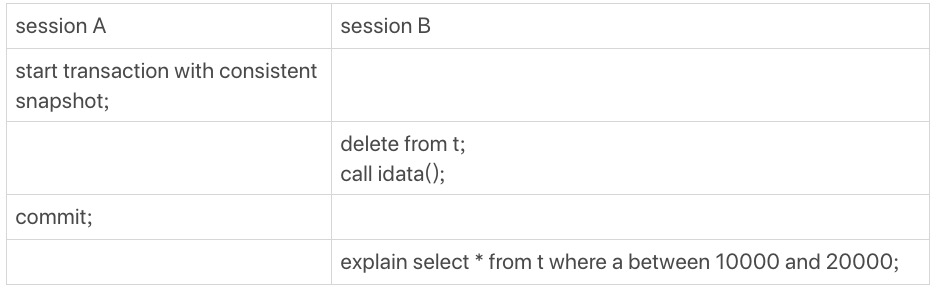 session A
session B
start transaction with consistent
snapshot;
delete from t;
call idata();
commit;
explain select * from t where a between 10000 and 20000;